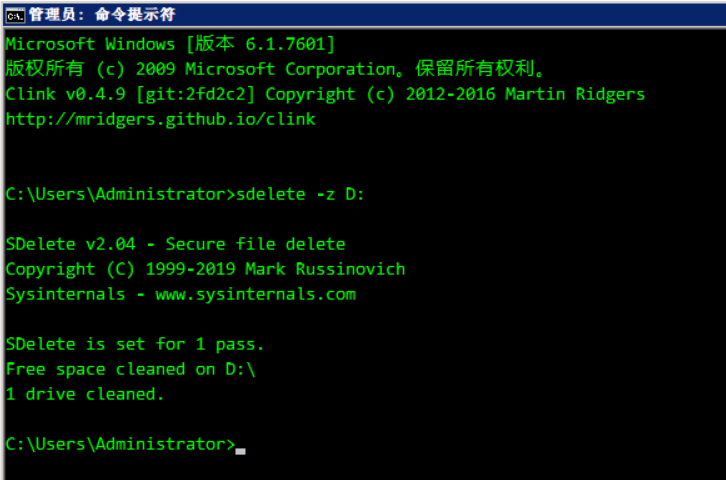 管理员: 命令提示符
Microsoft Windows [版本 6.1.7601]
版权所有 (c) 2009 Microsoft Corporation。保留所有权利。
Clink v0.4.9 [git:2fd2c2] Copyright (c) 2012-2016 Martin Ridgers
http://mridgers.github.io/clink
C:\Users\Administrator>sdelete -z D:
SDelete v2.04 - Secure file delete
Copyright (C) 1999-2019 Mark Russinovich
Sysinternals - www.sysinternals.com
SDelete is set for 1 pass.
Free space cleaned on D:\
1 drive cleaned.
C:\Users\Administrator>